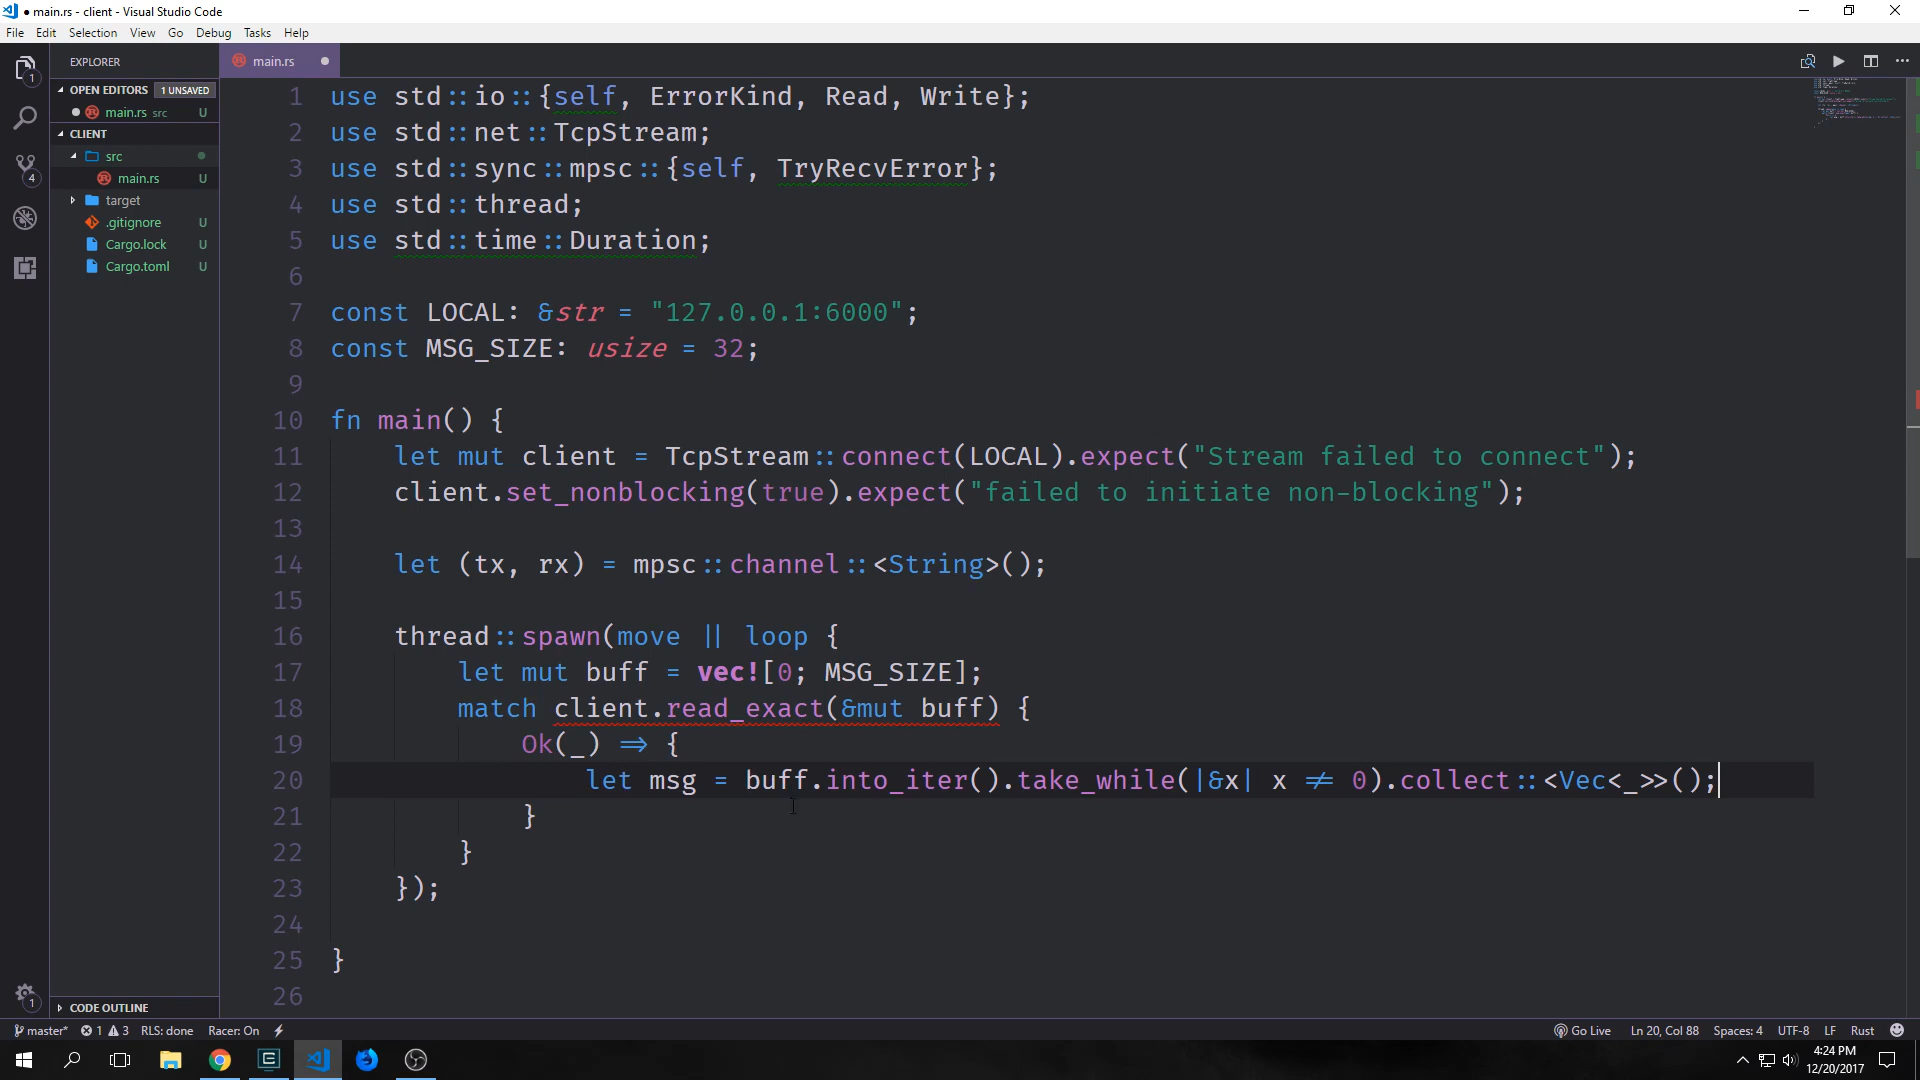 ● main.rs - client - Visual Studio Code
File Edit Selection View Go Debug Tasks Help
EXPLORER
OPEN EDITORS 1 UNSAVED
● main.rs src U
CLIENT
src
main.rs U
target
.gitignore U
Cargo.lock U
Cargo.toml U
CODE OUTLINE
1
4
1
main.rs ●
1 use std::io::{self, ErrorKind, Read, Write};
2 use std::net::TcpStream;
3 use std::sync::mpsc::{self, TryRecvError};
4 use std::thread;
5 use std::time::Duration;
6
7 const LOCAL: &str = "127.0.0.1:6000";
8 const MSG_SIZE: usize = 32;
9
10 fn main() {
11 let mut client = TcpStream::connect(LOCAL).expect("Stream failed to connect");
12 client.set_nonblocking(true).expect("failed to initiate non-blocking");
13
14 let (tx, rx) = mpsc::channel::<String>();
15
16 thread::spawn(move || loop {
17 let mut buff = vec![0; MSG_SIZE];
18 match client.read_exact(&mut buff) {
19 Ok(_) => {
20 let msg = buff.into_iter().take_while(|&x| x != 0).collect::<Vec<_>>();
21 }
22 }
23 });
24
25 }
26
master* 1 3 RLS: done Racer: On Go Live Ln 20, Col 88 Spaces: 4 UTF-8 LF Rust
4:24 PM
12/20/2017